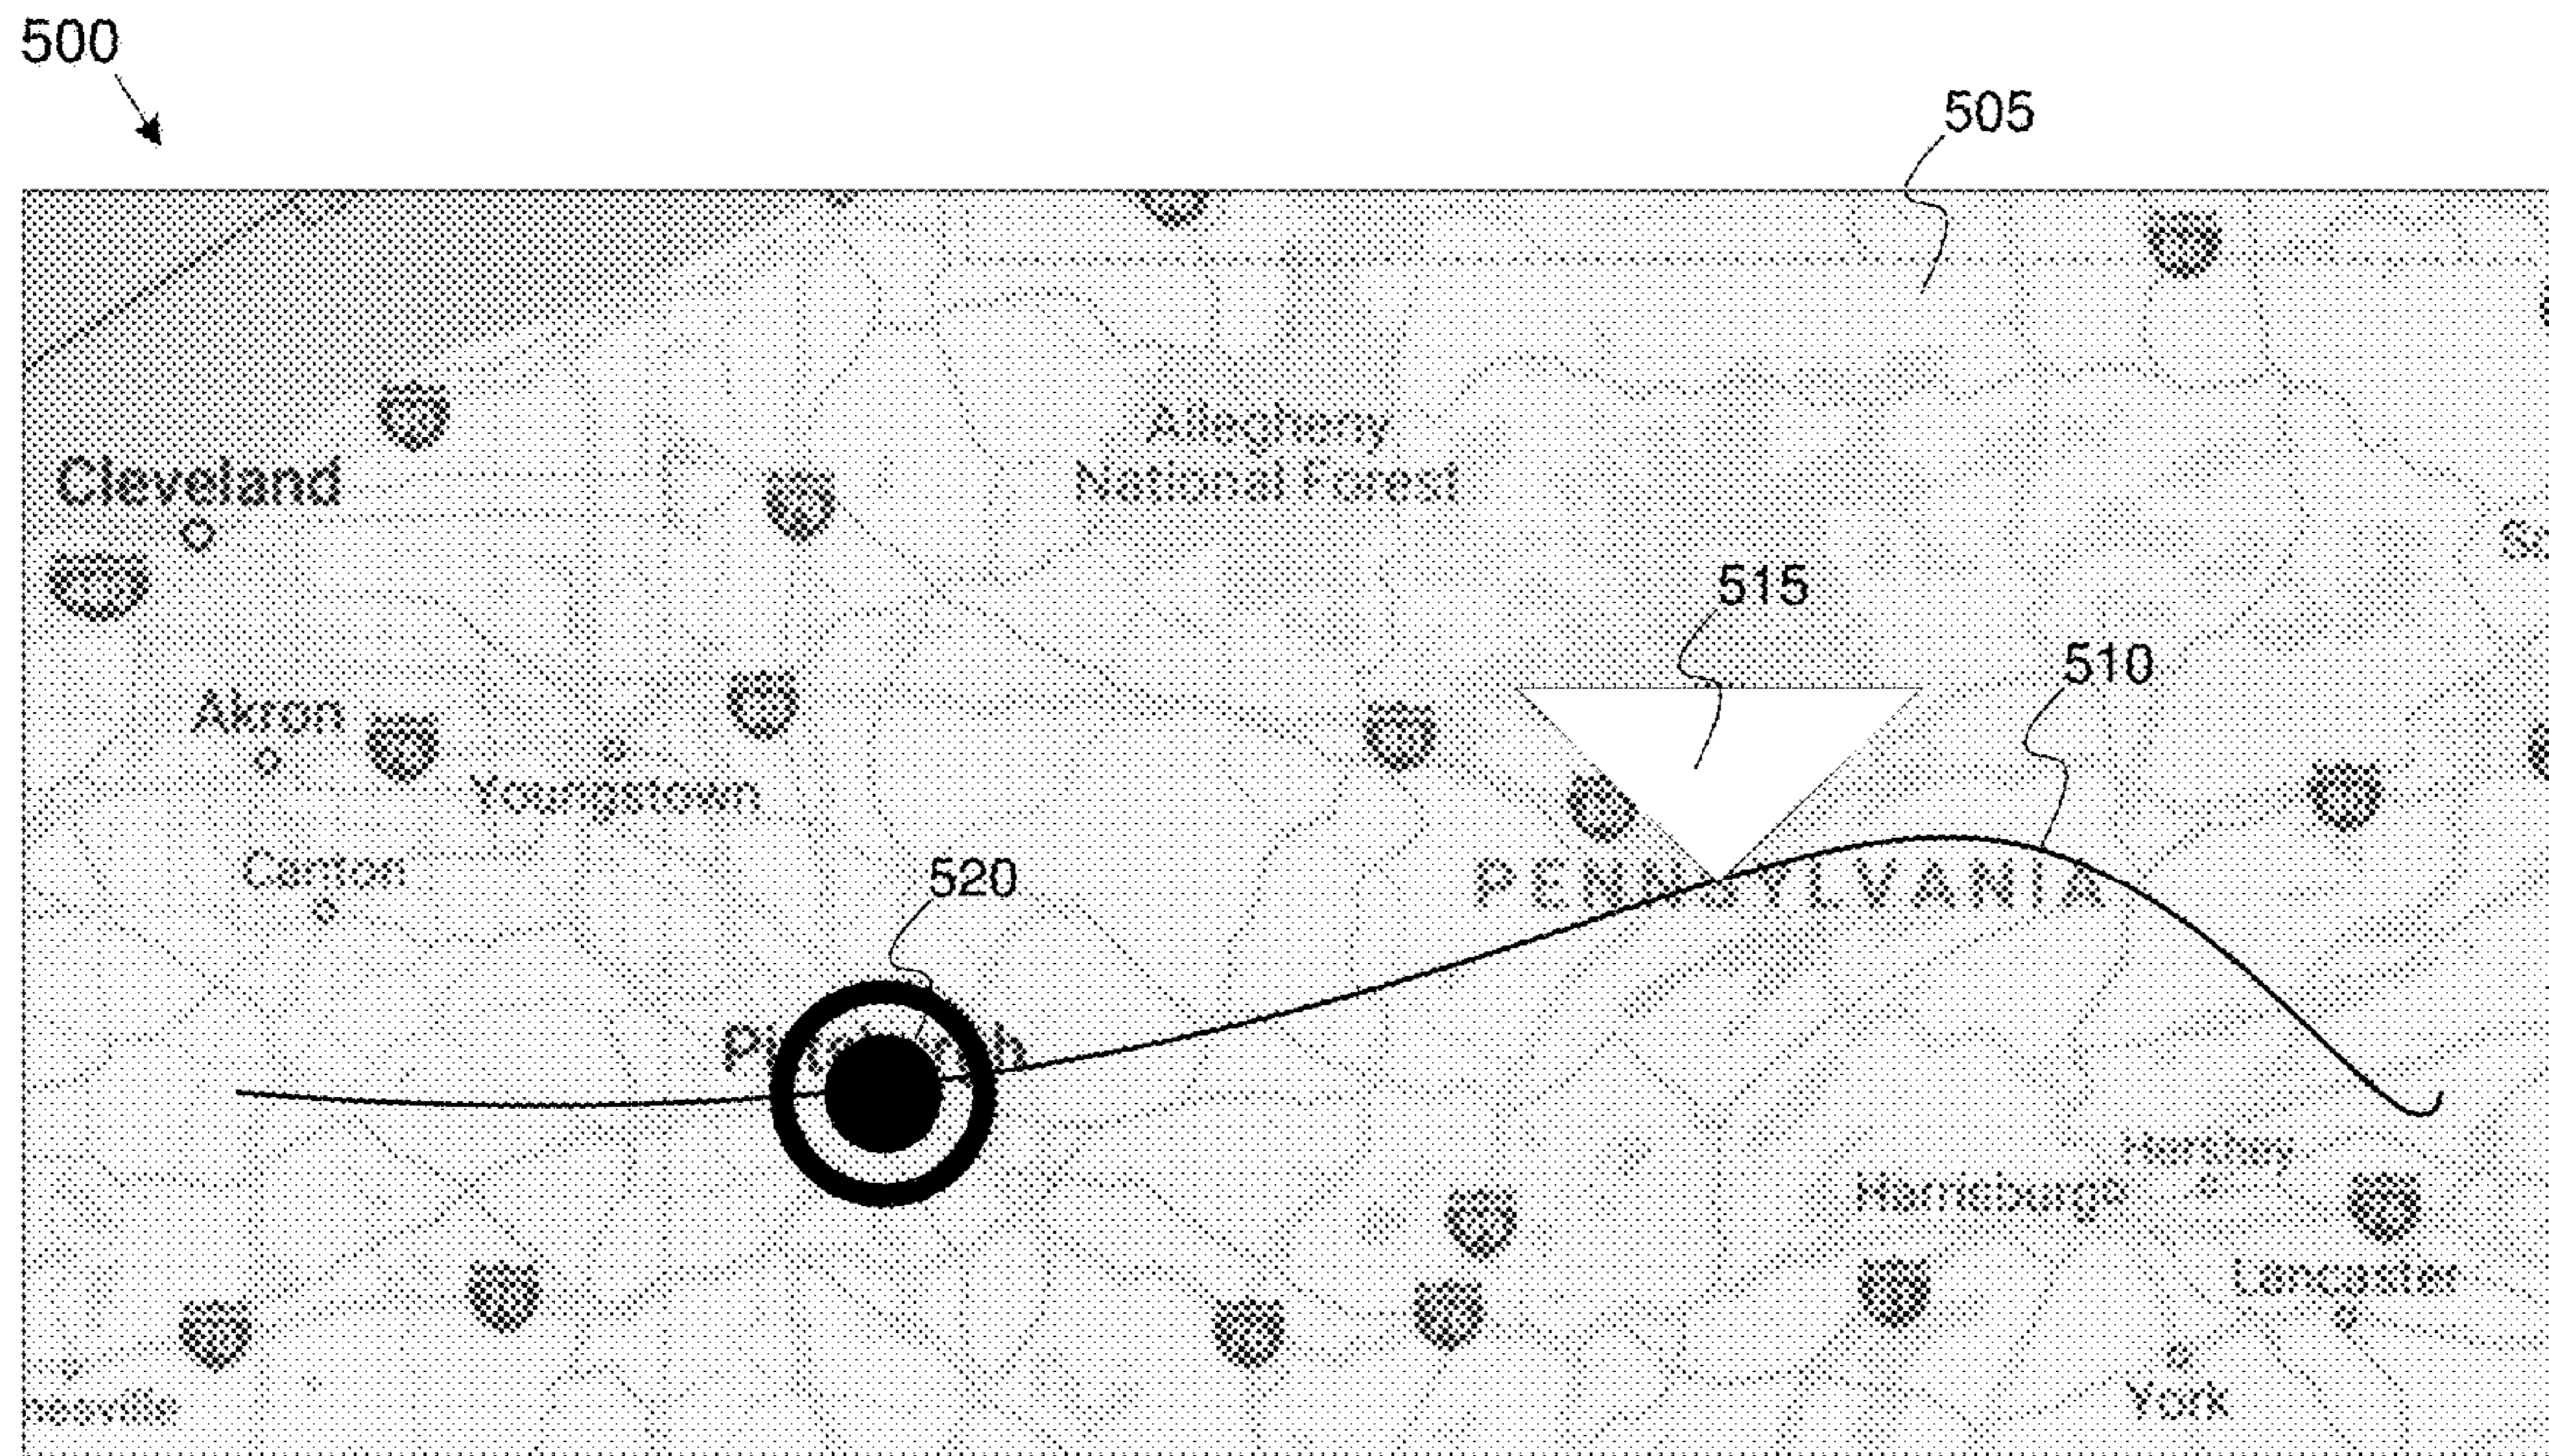 500
505
Allegheny
National Forest
Cleveland
515
510
Akron
Youngstown
Canton
520
PENNSYLVANIA
Hershey
Harrisburg
Lancaster
York